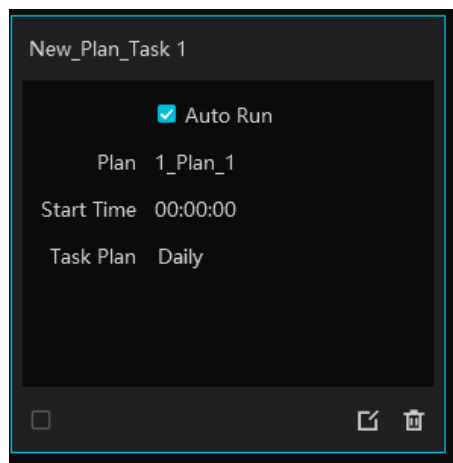 New_Plan_Task 1
Auto Run
Plan 1_Plan_1
Start Time 00:00:00
Task Plan Daily